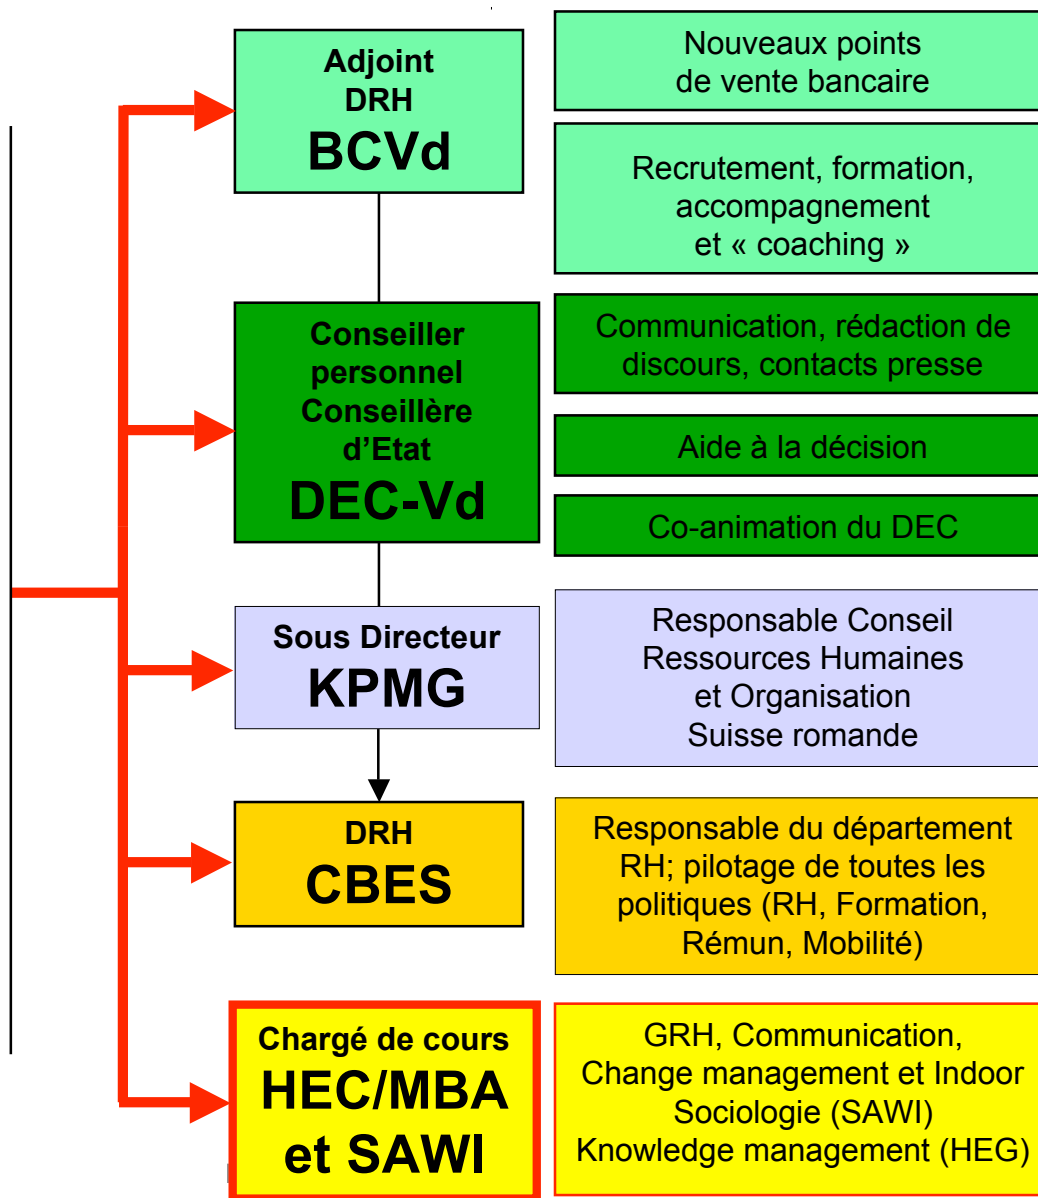 Adjoint
DRH
BCVd
Nouveaux points
de vente bancaire
Recrutement, formation,
accompagnement
et « coaching »
Conseiller
personnel
Conseillère
d’Etat
DEC-Vd
Communication, rédaction de
discours, contacts presse
Aide à la décision
Co-animation du DEC
Sous Directeur
KPMG
Responsable Conseil
Ressources Humaines
et Organisation
Suisse romande
DRH
CBES
Responsable du département
RH; pilotage de toutes les
politiques (RH, Formation,
Rémun, Mobilité)
Chargé de cours
HEC/MBA
et SAWI
GRH, Communication,
Change management et Indoor
Sociologie (SAWI)
Knowledge management (HEG)